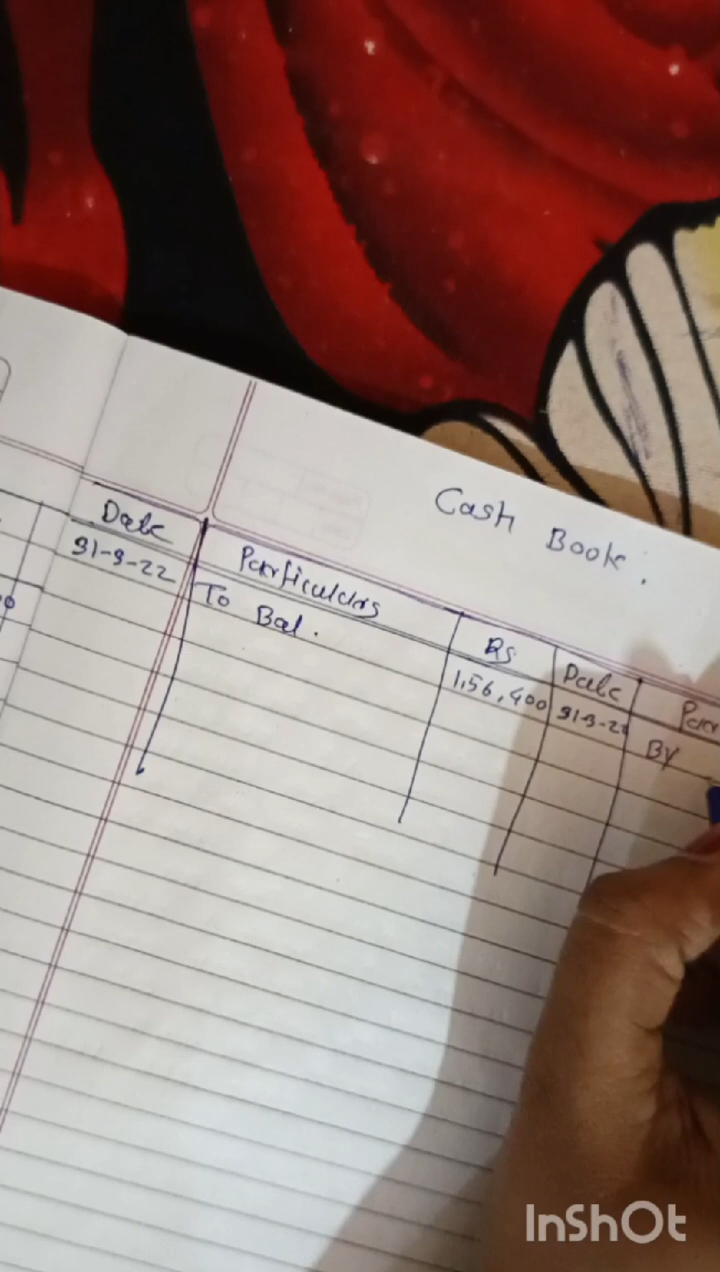 Cash Book.
Date Particulars Rs Date
31-3-22 To Bal. 1,56,400 31-3-22 By
InShOt